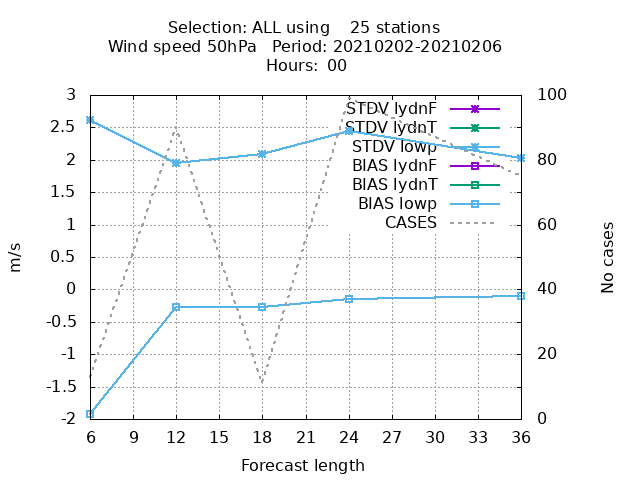 Selection: ALL using    25 stations
Wind speed 50hPa   Period: 20210202-20210206
Hours: 00
3
2.5
2
1.5
1
0.5
0
-0.5
-1
-1.5
-2
m/s
100
80
60
40
20
0
No cases
STDV lydnF
STDV lydnT
STDV lowp
BIAS lydnF
BIAS lydnT
BIAS lowp
CASES
6 9 12 15 18 21 24 27 30 33 36
Forecast length